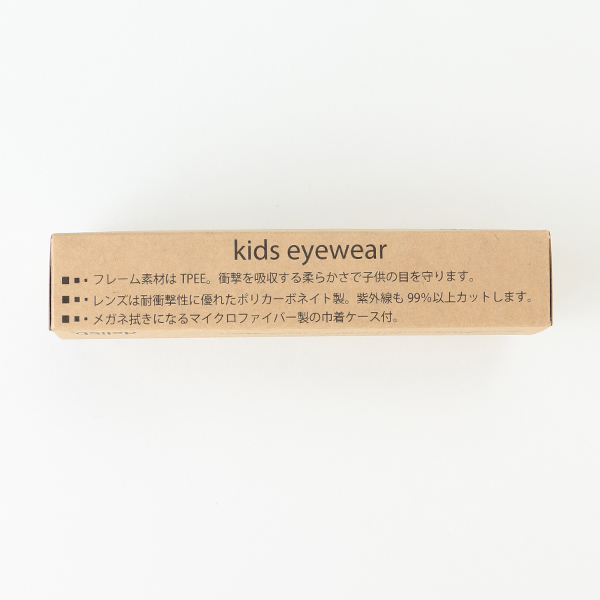 kids eyewear
■ ■ ・ フレーム素材は TPEE。衝撃を吸収する柔らかさで子供の目を守ります。
■ ■ ・ レンズは耐衝撃性に優れたポリカーボネイト製。紫外線も 99%以上カットします。
■ ■ ・ メガネ拭きになるマイクロファイバー製の巾着ケース付。